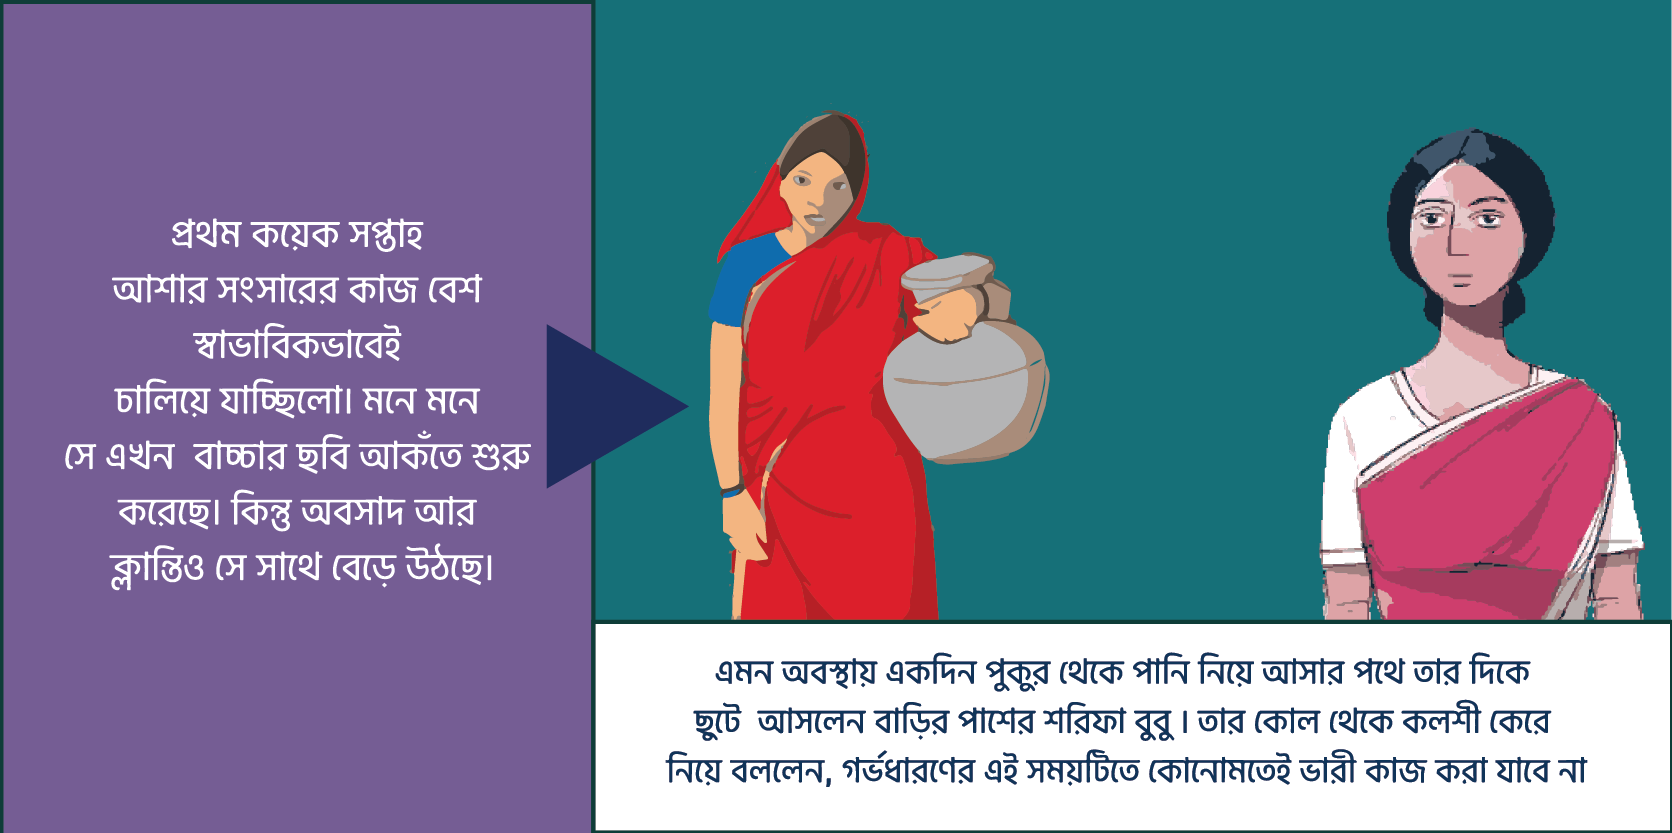 প্রথম কয়েক সপ্তাহ
আশার সংসারের কাজ বেশ
স্বাভাবিকভাবেই
চালিয়ে যাচ্ছিলো। মনে মনে
সে এখন বাচ্চার ছবি আকঁতে শুরু
করেছে। কিন্তু অবসাদ আর
ক্লান্তিও সে সাথে বেড়ে উঠছে।
এমন অবস্থায় একদিন পুকুর থেকে পানি নিয়ে আসার পথে তার দিকে
ছুটে আসলেন বাড়ির পাশের শরিফা বুবু । তার কোল থেকে কলশী কেরে
নিয়ে বললেন, গর্ভধারণের এই সময়টিতে কোনোমতেই ভারী কাজ করা যাবে না